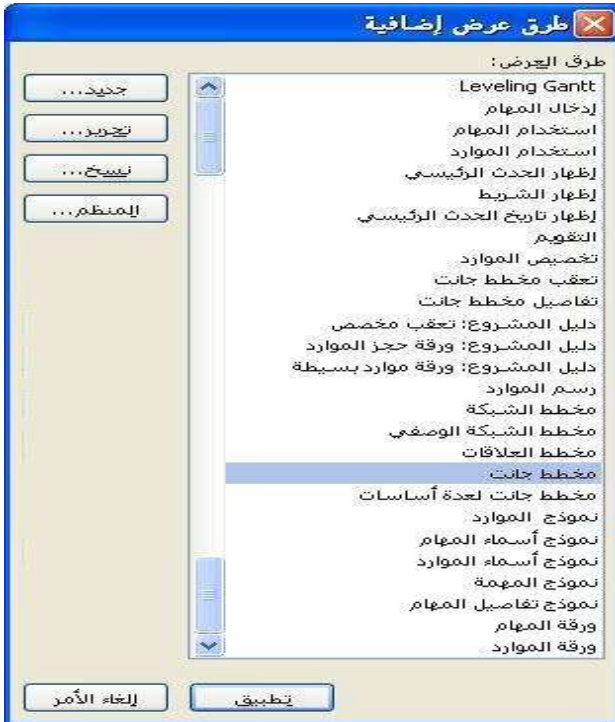 طرق عرض إضافية
طرق العرض:
Leveling Gantt
إدخال المهام
استخدام المهام
استخدام الموارد
إظهار الحدث الرئيسي
إظهار الشريط
إظهار تاريخ الحدث الرئيسي
التقويم
تخصيص الموارد
تعقب مخطط جانت
تفاصيل مخطط جانت
دليل المشروع: تعقب مخصص
دليل المشروع: ورقة حجز الموارد
دليل المشروع: ورقة موارد بسيطة
رسم الموارد
مخطط الشبكة
مخطط الشبكة الوصفي
مخطط العلاقات
مخطط جانت
مخطط جانت لعدة أساسات
نموذج الموارد
نموذج أسماء المهام
نموذج أسماء الموارد
نموذج المهمة
نموذج تفاصيل المهام
ورقة المهام
ورقة الموارد
جديد...
تحرير...
نسخ...
المنظم...
تطبيق
إلغاء الأمر